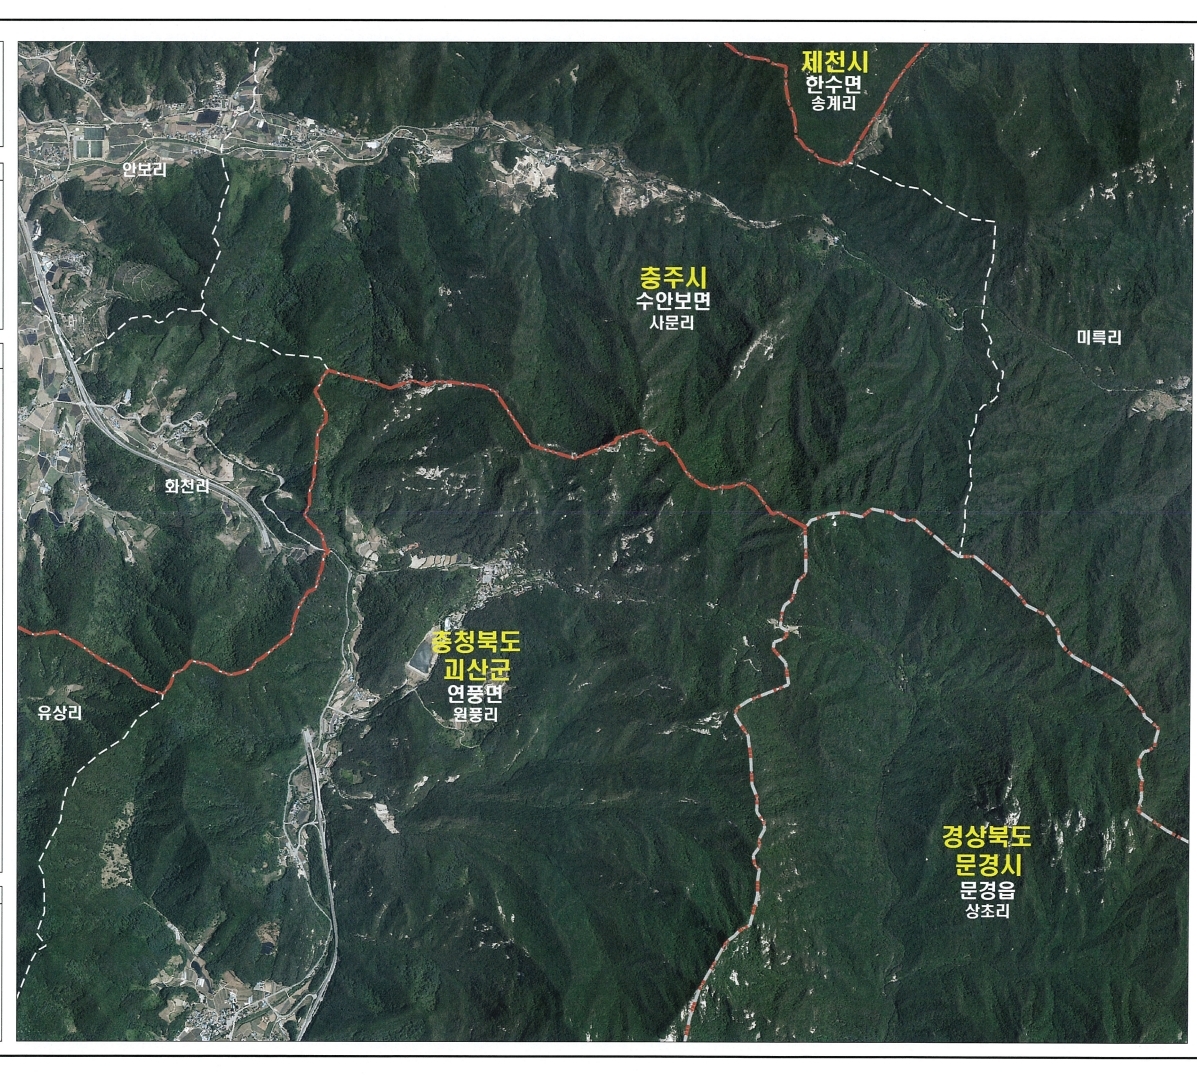 제천시
한수면
송계리
안보리
충주시
수안보면
사문리
미륵리
화천리
충청북도
괴산군
연풍면
원풍리
유상리
경상북도
문경시
문경읍
상초리